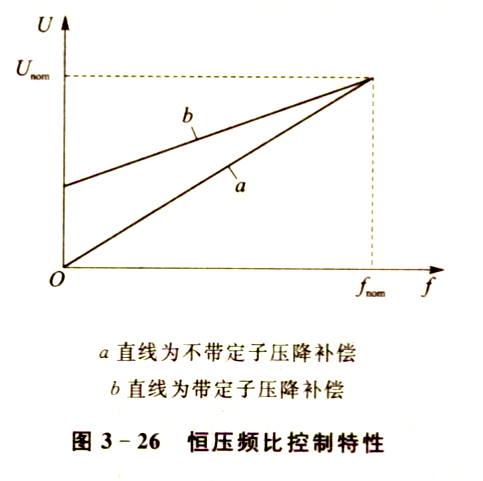 U
U_nom
b
a
O
f_nom
f
a 直线为不带定子压降补偿
b 直线为带定子压降补偿
图 3-26 恒压频比控制特性